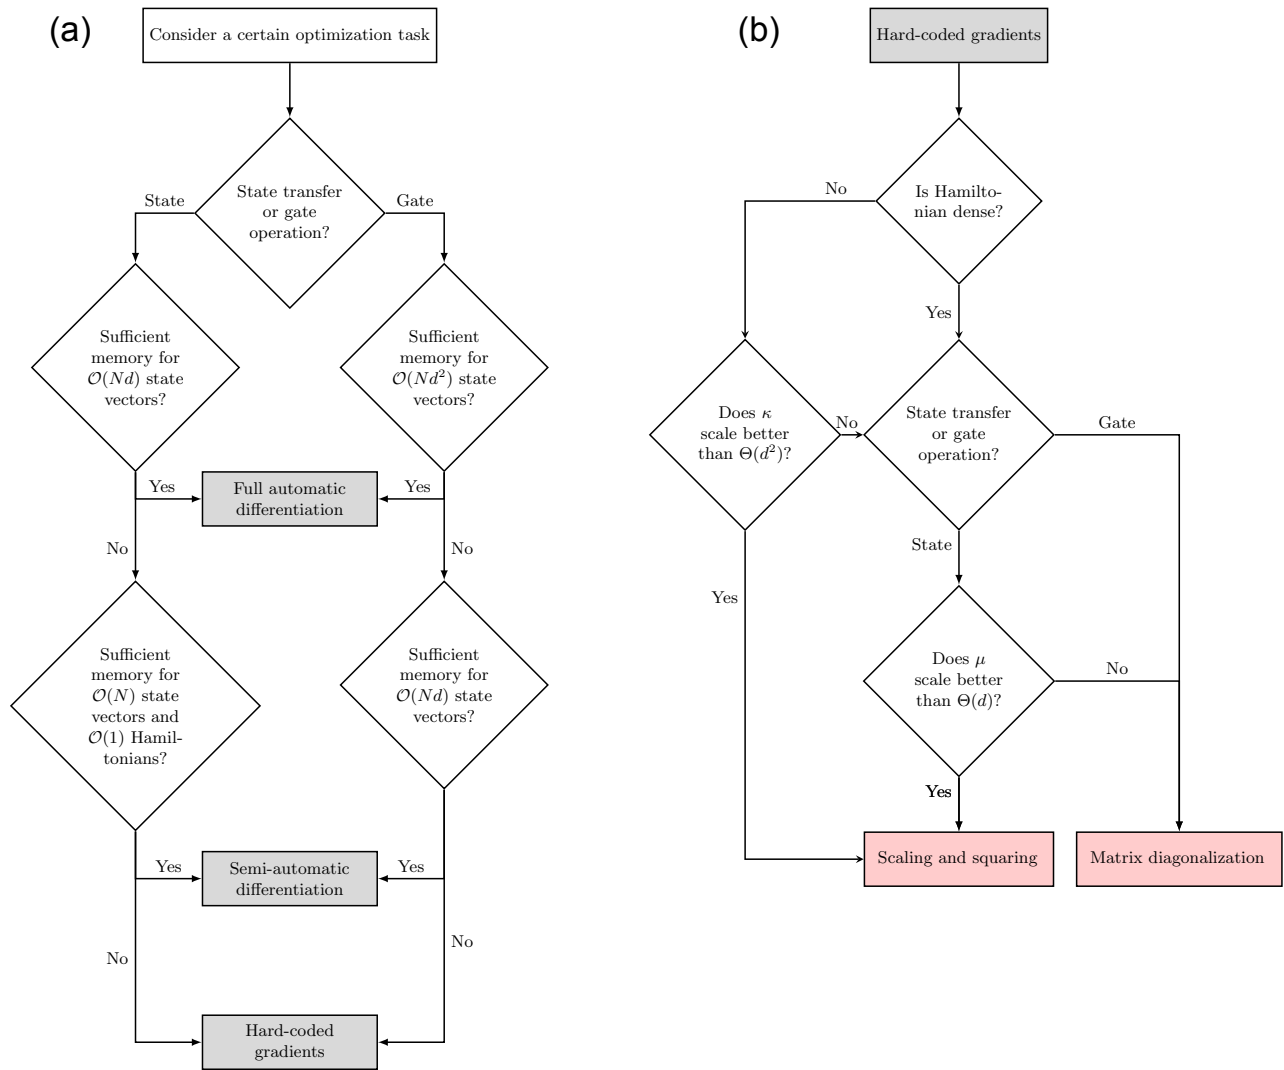 (a)
Consider a certain optimization task
State transfer
or gate
operation?
State
Gate
Sufficient
memory for
𝒪(Nd) state
vectors?
Sufficient
memory for
𝒪(Nd²) state
vectors?
Yes
Full automatic
differentiation
Yes
No
No
Sufficient
memory for
𝒪(N) state
vectors and
𝒪(1) Hamil-
tonians?
Sufficient
memory for
𝒪(Nd) state
vectors?
Yes
Semi-automatic
differentiation
Yes
No
No
Hard-coded
gradients
(b)
Hard-coded gradients
Is Hamilto-
nian dense?
No
Yes
Does κ
scale better
than Θ(d²)?
No
State transfer
or gate
operation?
Gate
State
Yes
Does μ
scale better
than Θ(d)?
No
Yes
Scaling and squaring
Matrix diagonalization